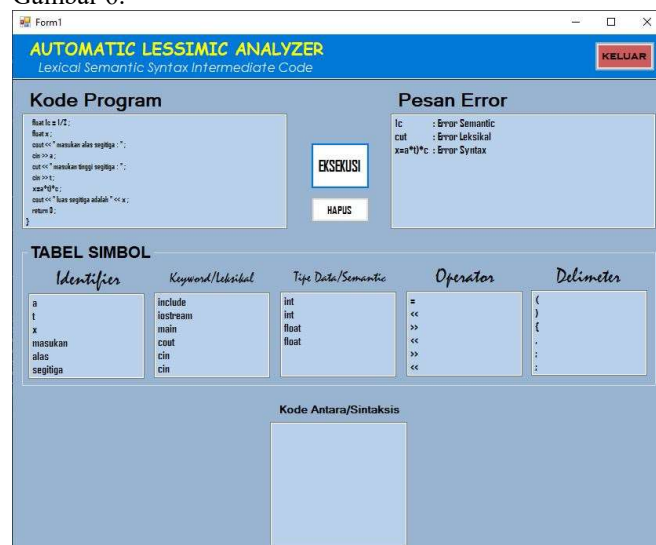 Gambar 6.
Form1
AUTOMATIC LESSIMIC ANALYZER
Lexical Semantic Syntax Intermediate Code
KELUAR
Kode Program
float lc = 1/2 ;
float x ;
cout << " masukan alas segitiga : " ;
cin >> a ;
cut << " masukan tinggi segitiga : " ;
cin >> t ;
x=a*t)*c ;
cout << " luas segitiga adalah " << x ;
return 0 ;
}
EKSEKUSI
HAPUS
Pesan Error
lc : Error Semantic
cut : Error Leksikal
x=a*t)*c : Error Syntax
TABEL SIMBOL
Identifier
a
t
x
masukan
alas
segitiga
Keyword/Leksikal
include
iostream
main
cout
cin
cin
Tipe Data/Semantic
int
int
float
float
Operator
=
<<
>>
<<
>>
<<
Delimeter
(
)
{
,
;
;
Kode Antara/Sintaksis